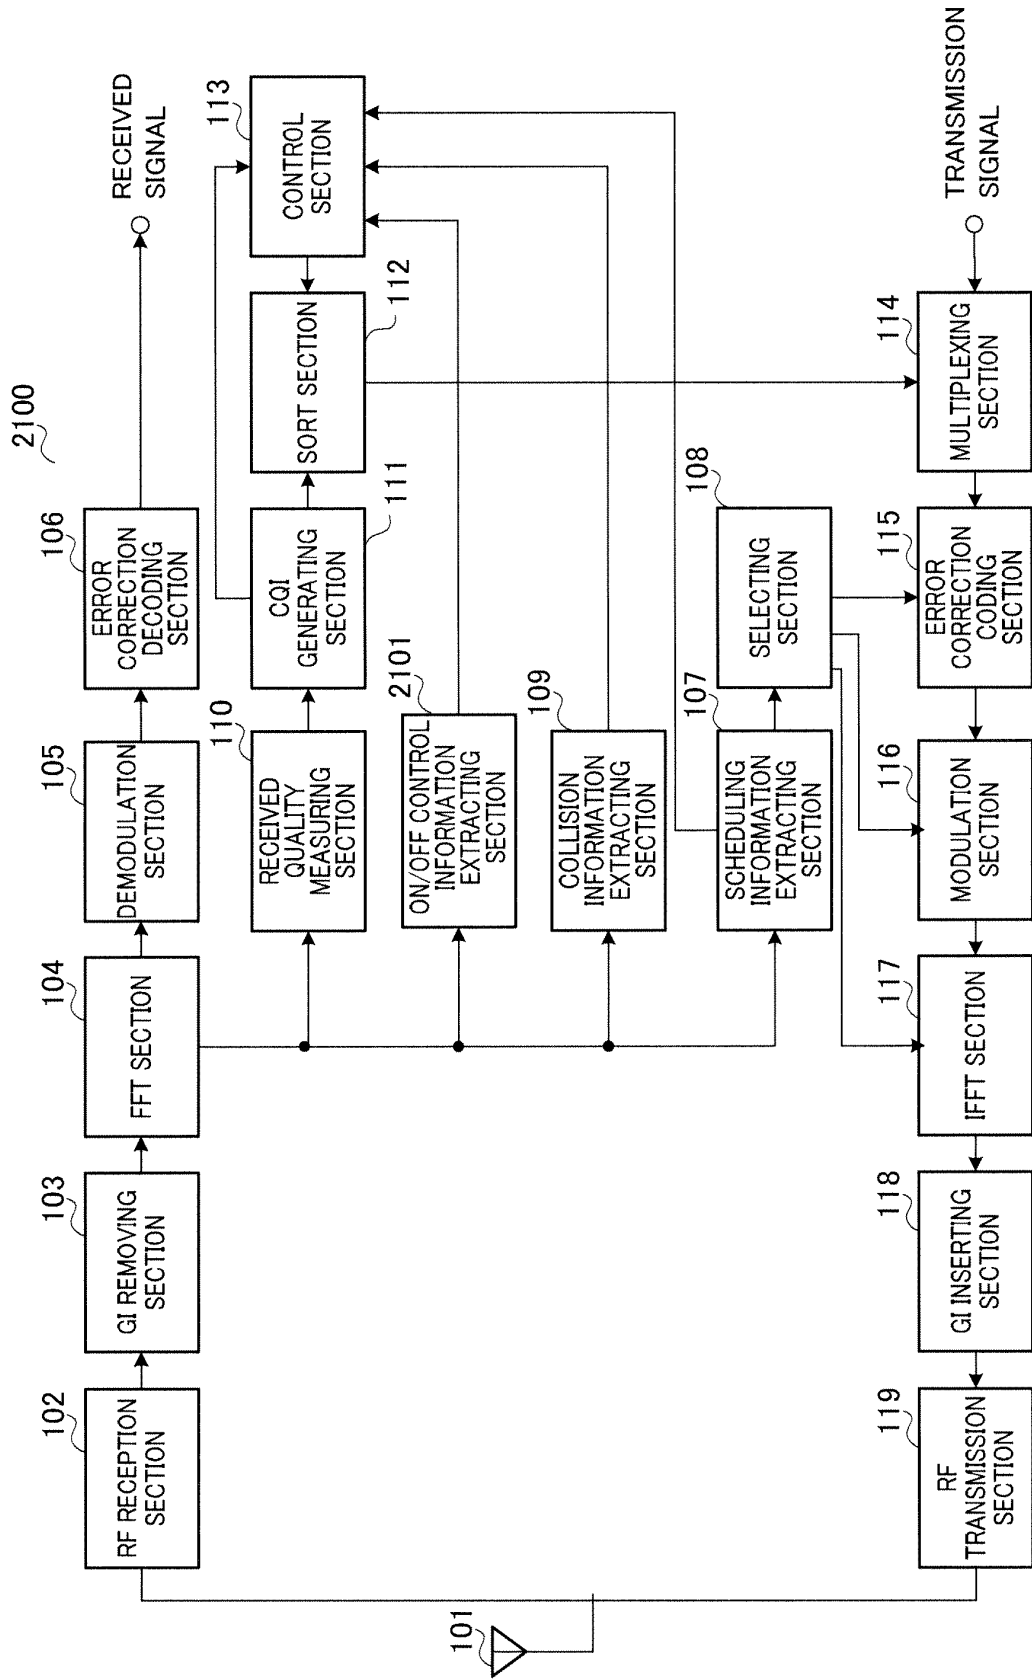 2100
101
102
RF RECEPTION
SECTION
103
GI REMOVING
SECTION
104
FFT SECTION
105
DEMODULATION
SECTION
106
ERROR
CORRECTION
DECODING
SECTION
RECEIVED
SIGNAL
110
RECEIVED
QUALITY
MEASURING
SECTION
111
CQI
GENERATING
SECTION
112
SORT SECTION
113
CONTROL
SECTION
2101
ON/OFF CONTROL
INFORMATION
EXTRACTING
SECTION
109
COLLISION
INFORMATION
EXTRACTING
SECTION
107
SCHEDULING
INFORMATION
EXTRACTING
SECTION
108
SELECTING
SECTION
119
RF
TRANSMISSION
SECTION
118
GI INSERTING
SECTION
117
IFFT SECTION
116
MODULATION
SECTION
115
ERROR
CORRECTION
CODING
SECTION
114
MULTIPLEXING
SECTION
TRANSMISSION
SIGNAL